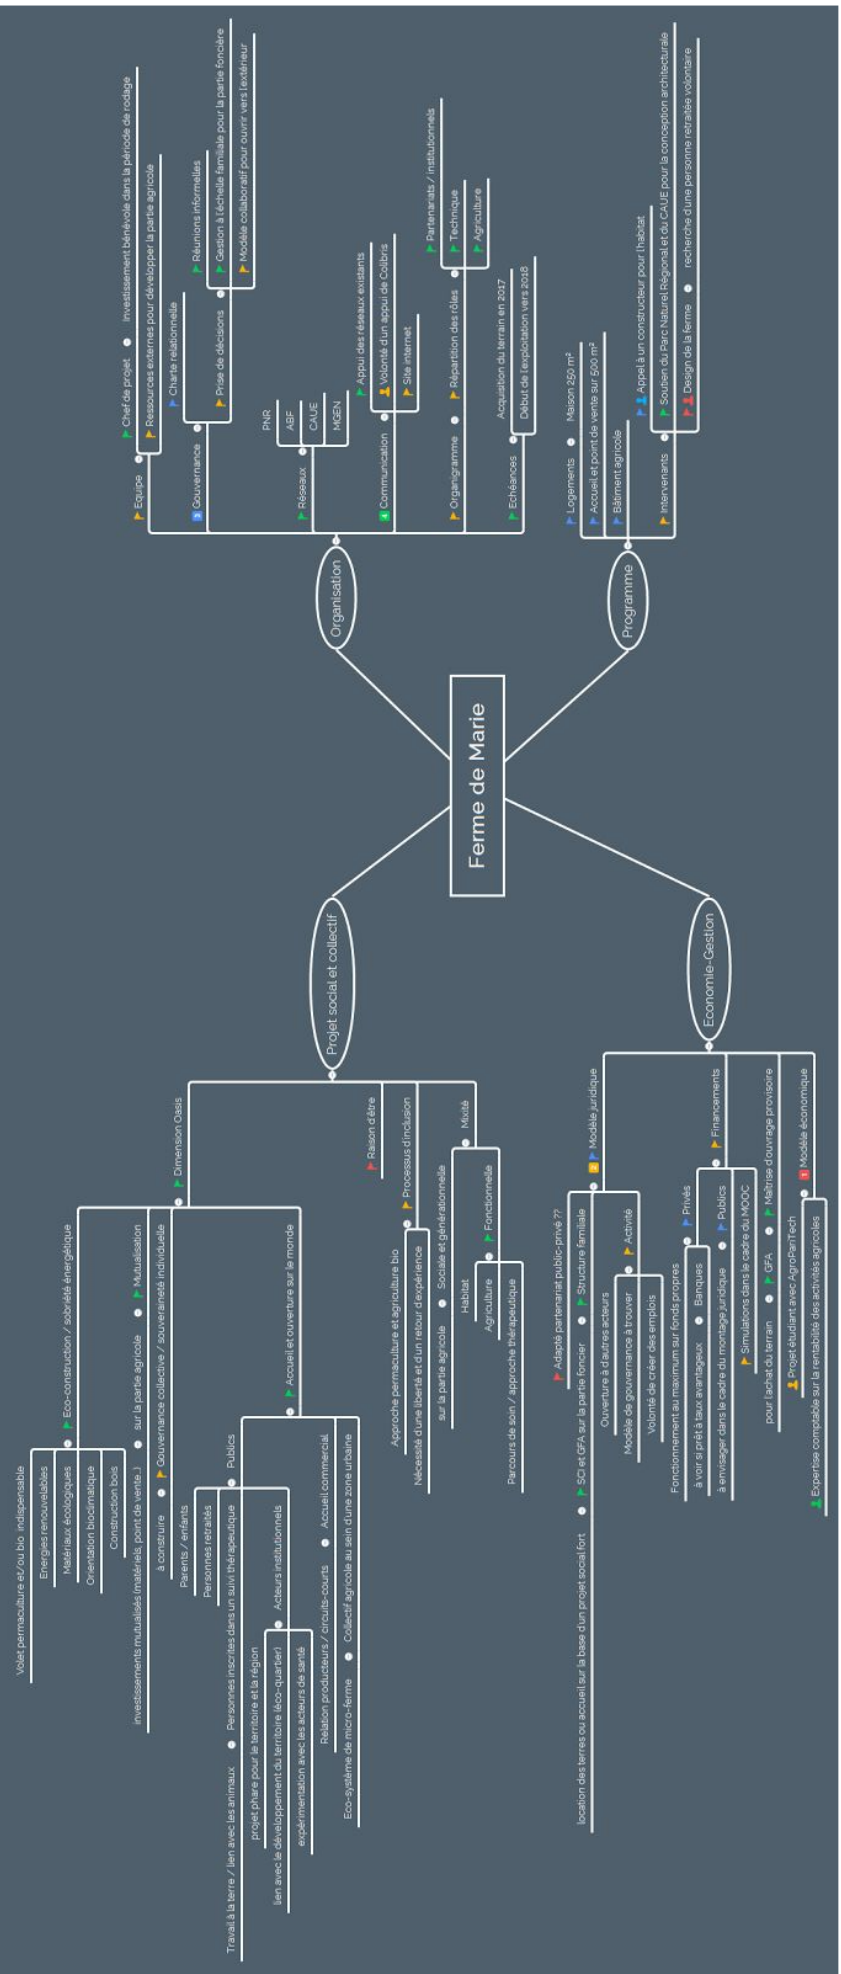 Ferme de Marie
Organisation
Equipe
Chef de projet
Investissement bénévole dans la période de rodage
Ressources externes pour développer la partie agricole
3
Gouvernance
Charte relationnelle
Prise de décisions
Réunions informelles
Gestion à l'échelle familiale pour la partie foncière
Modèle collaboratif pour ouvrir vers l'extérieur
Réseaux
PNR
ABF
CAUE
MGEN
4
Communication
Appui des réseaux existants
Volonté d'un appui de Colibris
Site internet
Organigramme
Répartition des rôles
Partenariats / institutionnels
Technique
Agriculture
Echéances
Acquisition du terrain en 2017
Début de l'exploitation vers 2018
Programme
Logements
Maison 250 m²
Accueil et point de vente sur 500 m²
Bâtiment agricole
Intervenants
Appel à un constructeur pour l'habitat
Soutien du Parc Naturel Régional et du CAUE pour la conception architecturale
Design de la ferme
recherche d'une personne retraitée volontaire
Projet social et collectif
Dimension Oasis
Eco-construction / sobriété énergétique
Volet permaculture et/ou bio indispensable
Energies renouvelables
Matériaux écologiques
Orientation bioclimatique
Construction bois
Mutualisation
sur la partie agricole
investissements mutualisés (matériels, point de vente...)
Gouvernance collective / souveraineté individuelle
à construire
Accueil et ouverture sur le monde
Publics
Parents / enfants
Personnes retraités
Personnes inscrites dans un suivi thérapeutique
Travail à la terre / lien avec les animaux
Acteurs institutionnels
projet phare pour le territoire et la région
lien avec le développement du territoire (éco-quartier)
expérimentation avec les acteurs de santé
Accueil commercial
Relation producteurs / circuits-courts
Collectif agricole au sein d'une zone urbaine
Eco-système de micro-ferme
Raison d'être
Processus d'inclusion
Approche permaculture et agriculture bio
Nécessité d'une liberté et d'un retour d'expérience
Mixité
Sociale et générationnelle
sur la partie agricole
Fonctionnelle
Habitat
Agriculture
Parcours de soin / approche thérapeutique
Economie-Gestion
2
Modèle juridique
Adapté partenariat public-privé ??
Structure familiale
SCI et GFA sur la partie foncier
location des terres ou accueil sur la base d'un projet social fort
Activité
Ouverture à d'autres acteurs
Modèle de gouvernance à trouver
Volonté de créer des emplois
Financements
Privés
Fonctionnement au maximum sur fonds propres
Banques
à voir si prêt à taux avantageux
Publics
à envisager dans le cadre du montage juridique
Simulations dans le cadre du MOOC
Maîtrise d'ouvrage provisoire
GFA
pour l'achat du terrain
1
Modèle économique
Projet étudiant avec AgroPariTech
Expertise comptable sur la rentabilité des activités agricoles